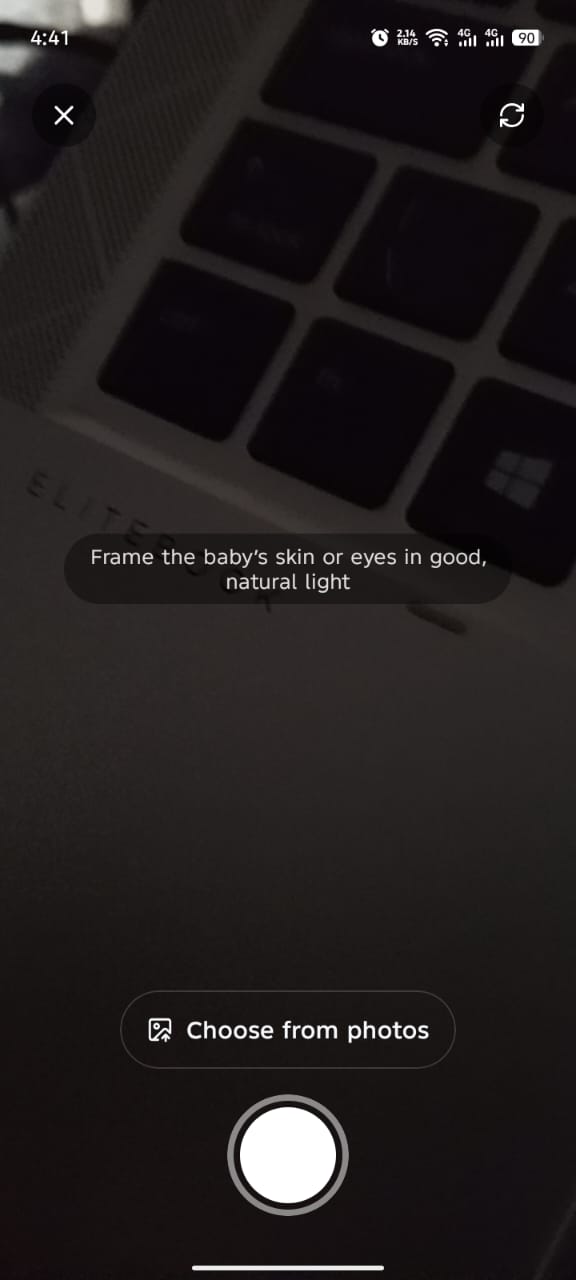 4:41
2.14
KB/S
4G
4G
90
Frame the baby's skin or eyes in good,
natural light
ELITEBOOK
Choose from photos